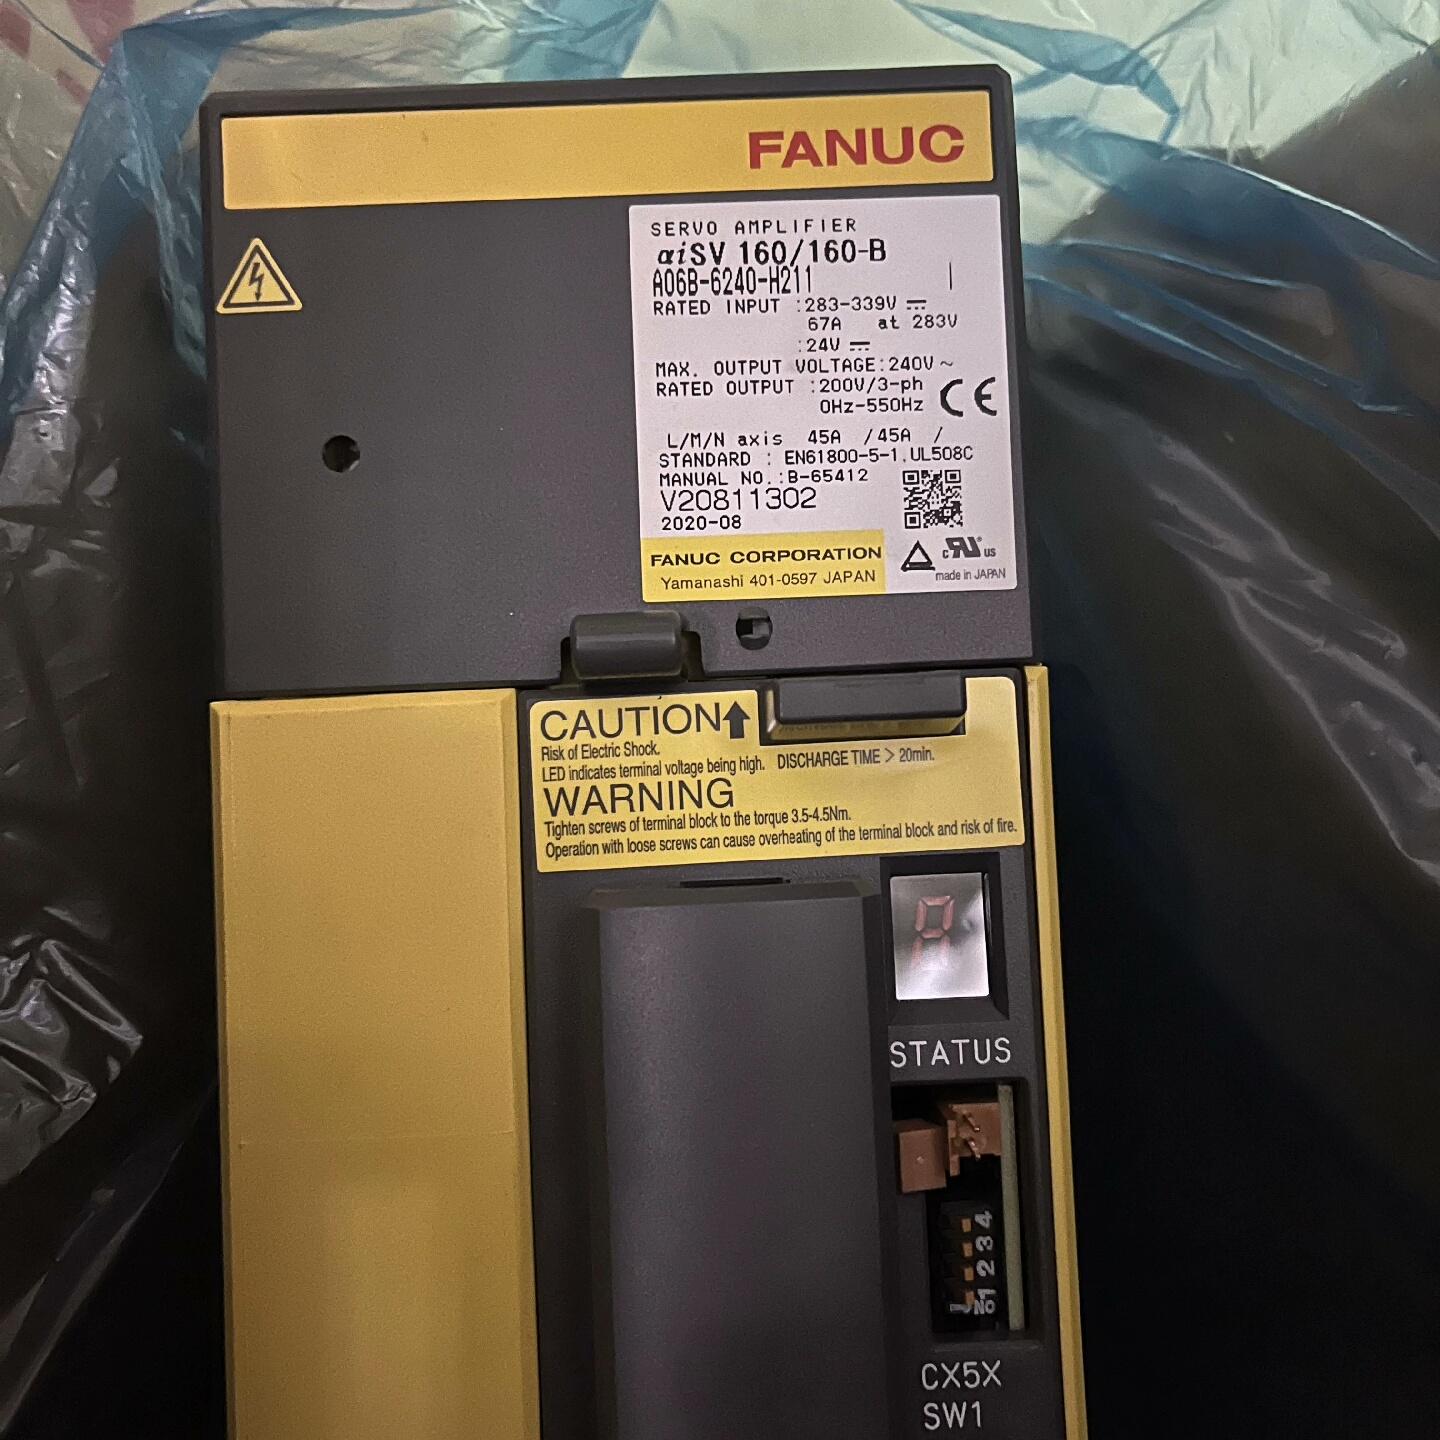 FANUC
SERVO AMPLIFIER
αiSV 160/160-B
A06B-6240-H211
RATED INPUT :283-339V ⎓
67A at 283V
:24V ⎓
MAX. OUTPUT VOLTAGE:240V ~
RATED OUTPUT :200V/3-ph
0Hz-550Hz
CE
L/M/N axis 45A /45A /
STANDARD : EN61800-5-1,UL508C
MANUAL NO.:B-65412
V20811302
2020-08
FANUC CORPORATION
Yamanashi 401-0597 JAPAN
c RU us
made in JAPAN
CAUTION↑
Risk of Electric Shock.
LED indicates terminal voltage being high. DISCHARGE TIME > 20min.
WARNING
Tighten screws of terminal block to the torque 3.5-4.5Nm.
Operation with loose screws can cause overheating of the terminal block and risk of fire.
STATUS
4
3
2
1
CX5X
SW1